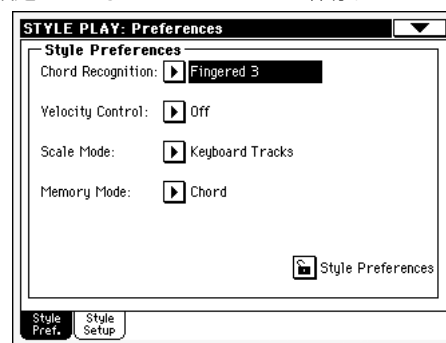 STYLE PLAY: Preferences
Style Preferences
Chord Recognition: Fingered 3
Velocity Control: Off
Scale Mode: Keyboard Tracks
Memory Mode: Chord
Style Preferences
Style Pref. Style Setup